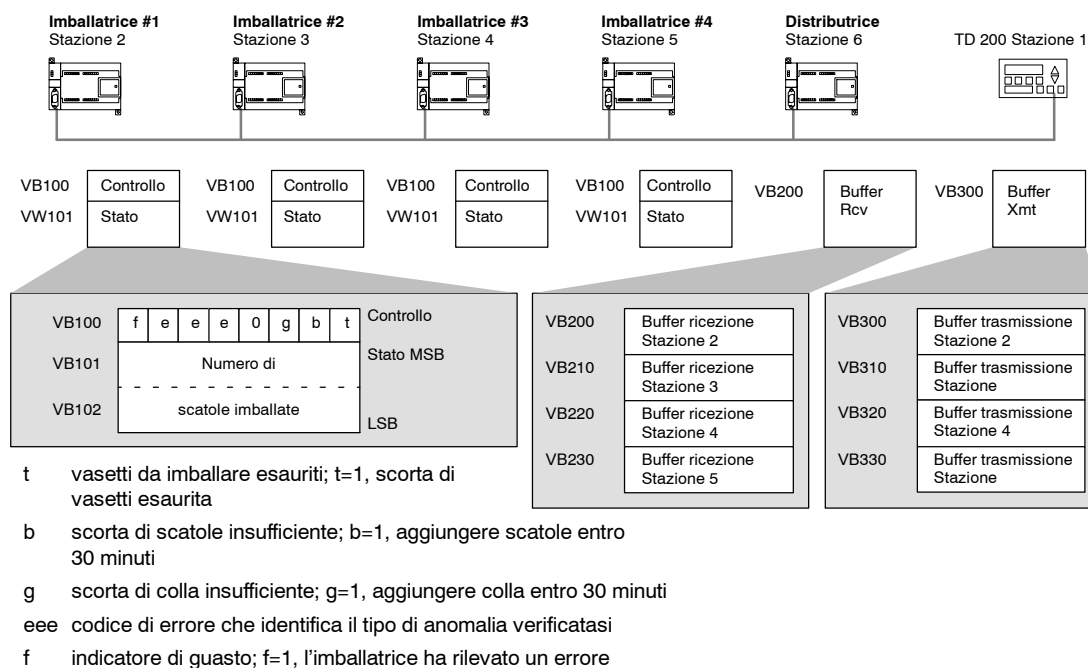 Imballatrice #1
Stazione 2
Imballatrice #2
Stazione 3
Imballatrice #3
Stazione 4
Imballatrice #4
Stazione 5
Distributrice
Stazione 6
TD 200 Stazione 1
VB100 Controllo
VW101 Stato
VB100 Controllo
VW101 Stato
VB100 Controllo
VW101 Stato
VB100 Controllo
VW101 Stato
VB200 Buffer
Rcv
VB300 Buffer
Xmt
VB100 f e e e 0 g b t Controllo
VB101 Numero di Stato MSB
VB102 scatole imballate
LSB
VB200 Buffer ricezione
Stazione 2
VB210 Buffer ricezione
Stazione 3
VB220 Buffer ricezione
Stazione 4
VB230 Buffer ricezione
Stazione 5
VB300 Buffer trasmissione
Stazione 2
VB310 Buffer trasmissione
Stazione
VB320 Buffer trasmissione
Stazione 4
VB330 Buffer trasmissione
Stazione
t vasetti da imballare esauriti; t=1, scorta di
vasetti esaurita
b scorta di scatole insufficiente; b=1, aggiungere scatole entro
30 minuti
g scorta di colla insufficiente; g=1, aggiungere colla entro 30 minuti
eee codice di errore che identifica il tipo di anomalia verificatasi
f indicatore di guasto; f=1, l'imballatrice ha rilevato un errore